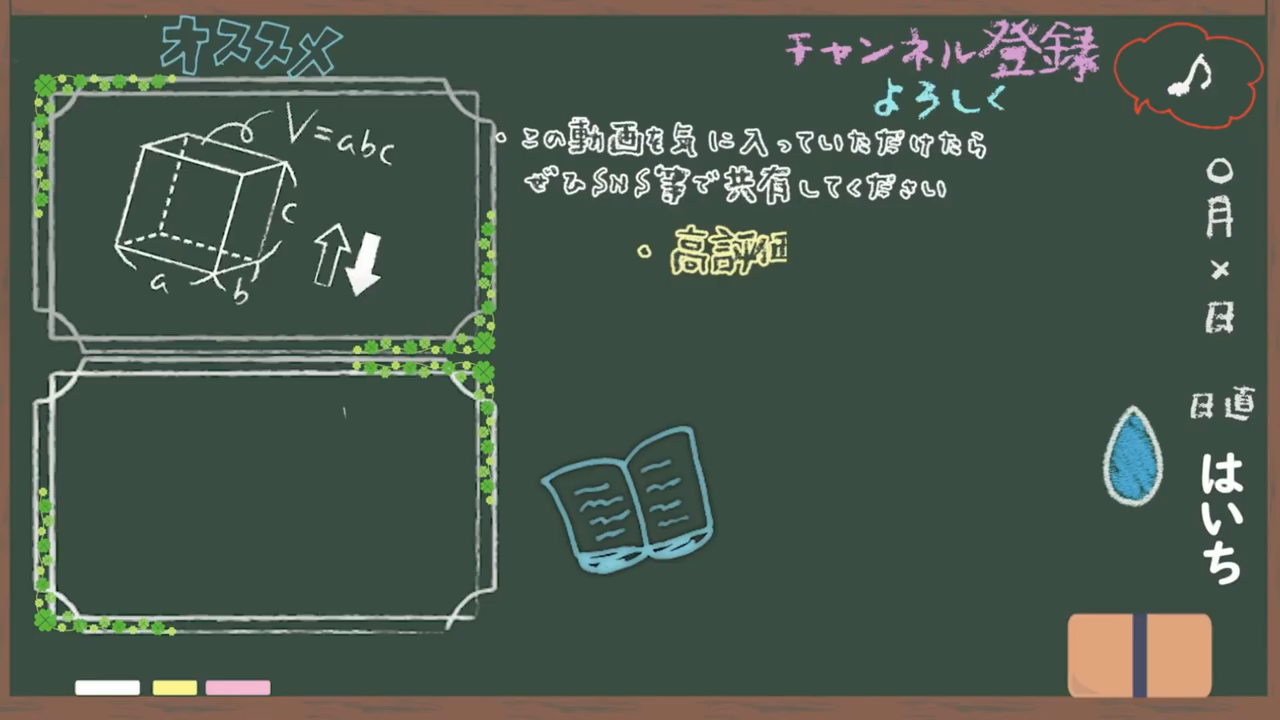 オススメ
V=abc
c
a
b
チャンネル登録
よろしく
・この動画を気に入っていただけたら
ぜひSNS等で共有してください
・高評価
〇月×日
日直
はいち